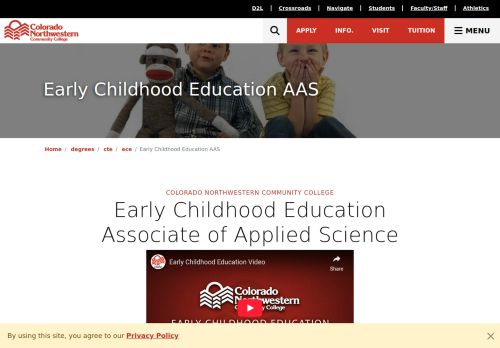 D2L | Crossroads | Navigate | Students | Faculty/Staff | Athletics
Colorado
Northwestern
Community College
APPLY INFO. VISIT TUITION MENU
Early Childhood Education AAS
Home / degrees / cte / ece / Early Childhood Education AAS
COLORADO NORTHWESTERN COMMUNITY COLLEGE
Early Childhood Education
Associate of Applied Science
Early Childhood Education Video
Share
Colorado
Northwestern
Community College
EARLY CHILDHOOD EDUCATION
By using this site, you agree to our Privacy Policy